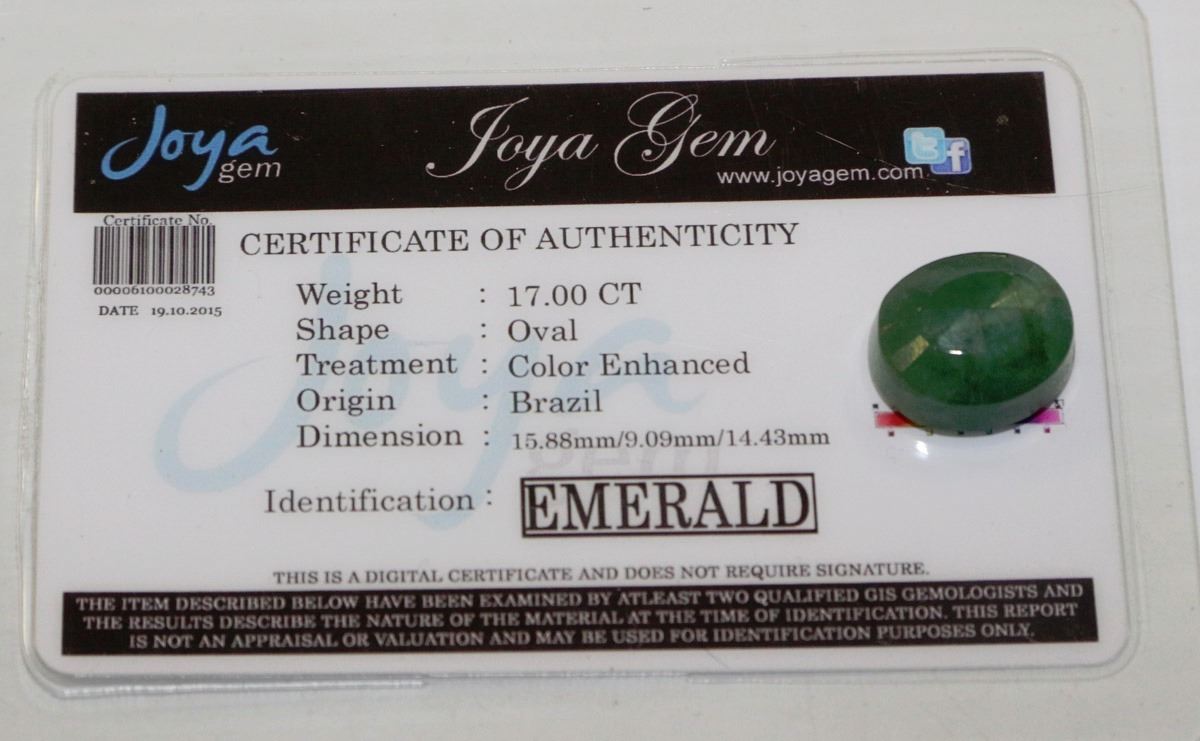 Joya
gem
Joya Gem
www.joyagem.com
Certificate No.
00006100028743
DATE 19.10.2015
CERTIFICATE OF AUTHENTICITY
Weight : 17.00 CT
Shape : Oval
Treatment : Color Enhanced
Origin : Brazil
Dimension : 15.88mm/9.09mm/14.43mm
Identification : EMERALD
THIS IS A DIGITAL CERTIFICATE AND DOES NOT REQUIRE SIGNATURE.
THE ITEM DESCRIBED BELOW HAVE BEEN EXAMINED BY ATLEAST TWO QUALIFIED GIS GEMOLOGISTS AND
THE RESULTS DESCRIBE THE NATURE OF THE MATERIAL AT THE TIME OF IDENTIFICATION. THIS REPORT
IS NOT AN APPRAISAL OR VALUATION AND MAY BE USED FOR IDENTIFICATION PURPOSES ONLY.